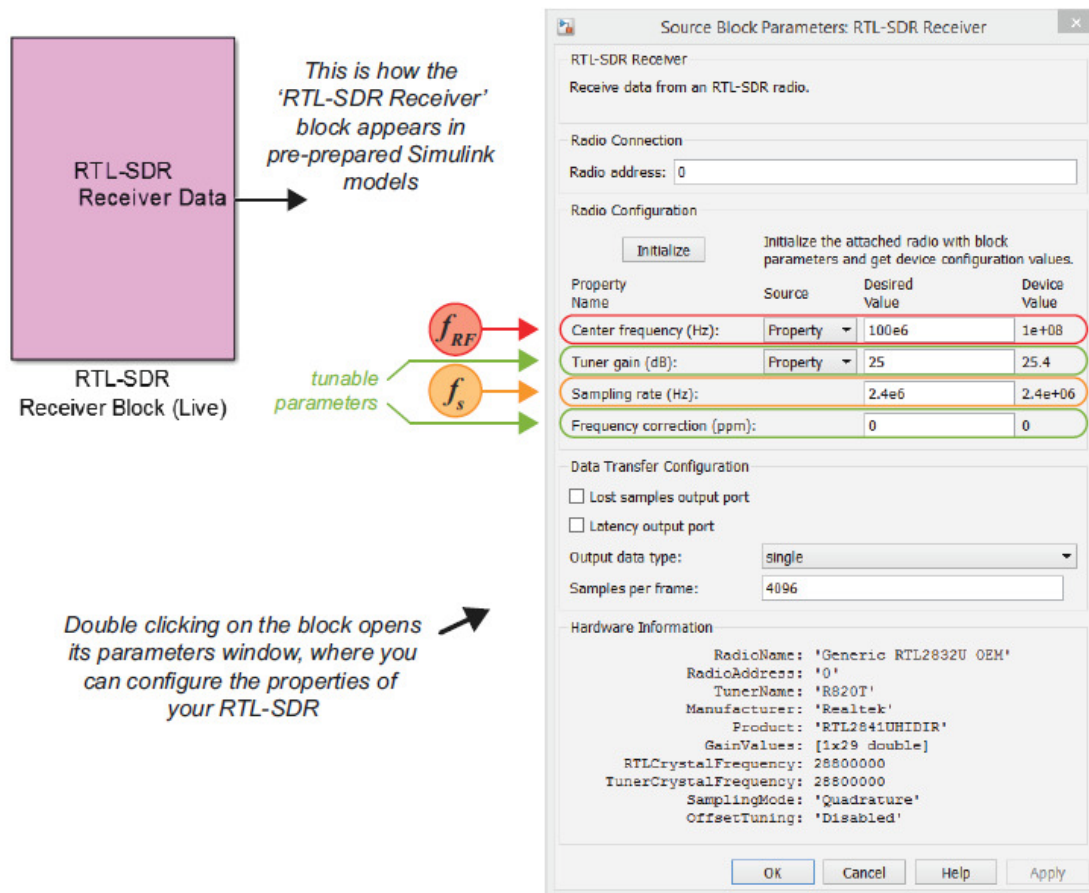 RTL-SDR
Receiver Data
RTL-SDR
Receiver Block (Live)
This is how the
'RTL-SDR Receiver'
block appears in
pre-prepared Simulink
models
f_RF
tunable
parameters
f_s
Double clicking on the block opens
its parameters window, where you
can configure the properties of
your RTL-SDR
Source Block Parameters: RTL-SDR Receiver
RTL-SDR Receiver
Receive data from an RTL-SDR radio.
Radio Connection
Radio address: 0
Radio Configuration
Initialize
Initialize the attached radio with block
parameters and get device configuration values.
Property Name Source Desired Value Device Value
Center frequency (Hz): Property 100e6 1e+08
Tuner gain (dB): Property 25 25.4
Sampling rate (Hz): 2.4e6 2.4e+06
Frequency correction (ppm): 0 0
Data Transfer Configuration
Lost samples output port
Latency output port
Output data type: single
Samples per frame: 4096
Hardware Information
RadioName: 'Generic RTL2832U OEM'
RadioAddress: '0'
TunerName: 'R820T'
Manufacturer: 'Realtek'
Product: 'RTL2841UHIDIR'
GainValues: [1x29 double]
RTLCrystalFrequency: 28800000
TunerCrystalFrequency: 28800000
SamplingMode: 'Quadrature'
OffsetTuning: 'Disabled'
OK Cancel Help Apply